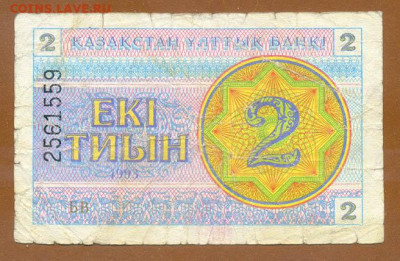 COINS.LAVE.RU
2 ҚАЗАҚСТАН ҰЛТТЫҚ БАНКІ 2
2561559
ЕКІ
ТИЫН
2
1993
БВ
2